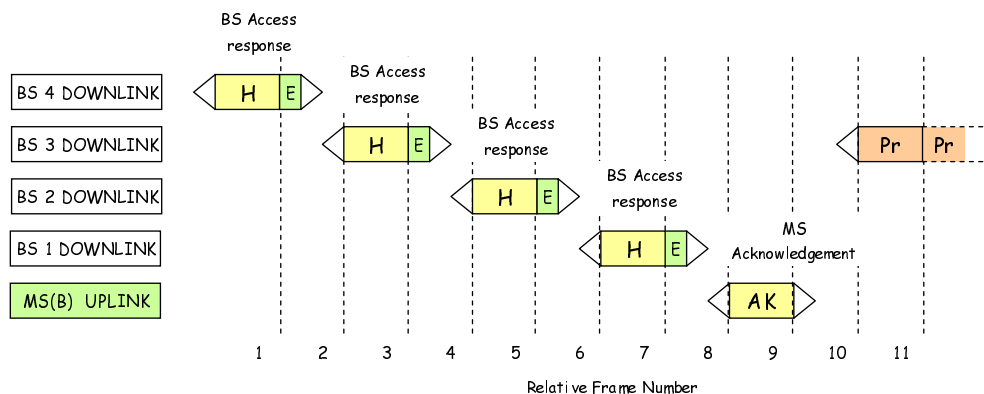 BS Access
response
BS Access
response
BS 4 DOWNLINK
H
E
BS Access
response
BS 3 DOWNLINK
H
E
Pr
Pr
BS Access
response
BS 2 DOWNLINK
H
E
MS
Acknowledgement
BS 1 DOWNLINK
H
E
MS(B) UPLINK
AK
1 2 3 4 5 6 7 8 9 10 11
Relative Frame Number